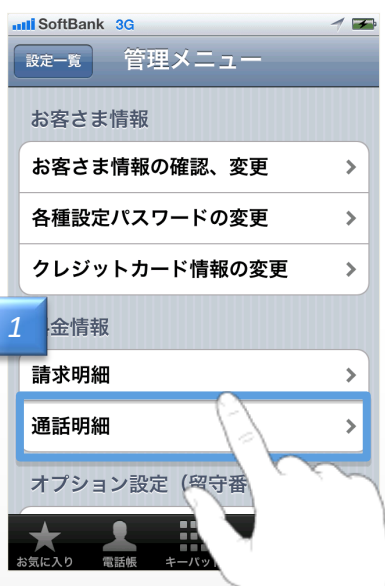 SoftBank 3G
設定一覧 管理メニュー
お客さま情報
お客さま情報の確認、変更
各種設定パスワードの変更
クレジットカード情報の変更
1
金情報
請求明細
通話明細
オプション設定（留守番
お気に入り 電話帳 キーパッド